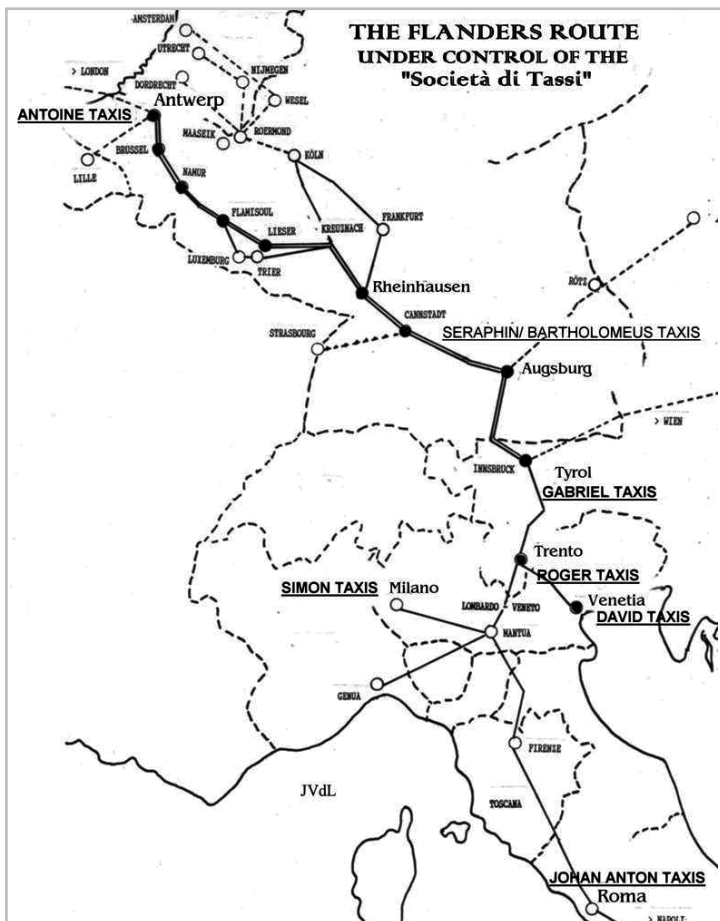 THE FLANDERS ROUTE
UNDER CONTROL OF THE
"Società di Tassi"
AMSTERDAM
UTRECHT
> LONDON
NIJMEGEN
DORDRECHT
WESEL
Antwerp
ANTOINE TAXIS
ROERMOND
MAASEIK
BRUSSEL
KÖLN
LILLE
NAMUR
FLAMISOUL
FRANKFURT
LIESER
KREUZNACH
LUXEMBURG
TRIER
RÖTZ
Rheinhausen
CANNSTADT
STRASBOURG
SERAPHIN/ BARTHOLOMEUS TAXIS
Augsburg
> WIEN
INNSBRUCK
Tyrol
GABRIEL TAXIS
Trento
ROGER TAXIS
SIMON TAXIS Milano
LOMBARDO - VENETO
Venetia
DAVID TAXIS
MANTUA
GENUA
FIRENZE
JVdL
TOSCANA
JOHAN ANTON TAXIS
Roma
> NAPOLI